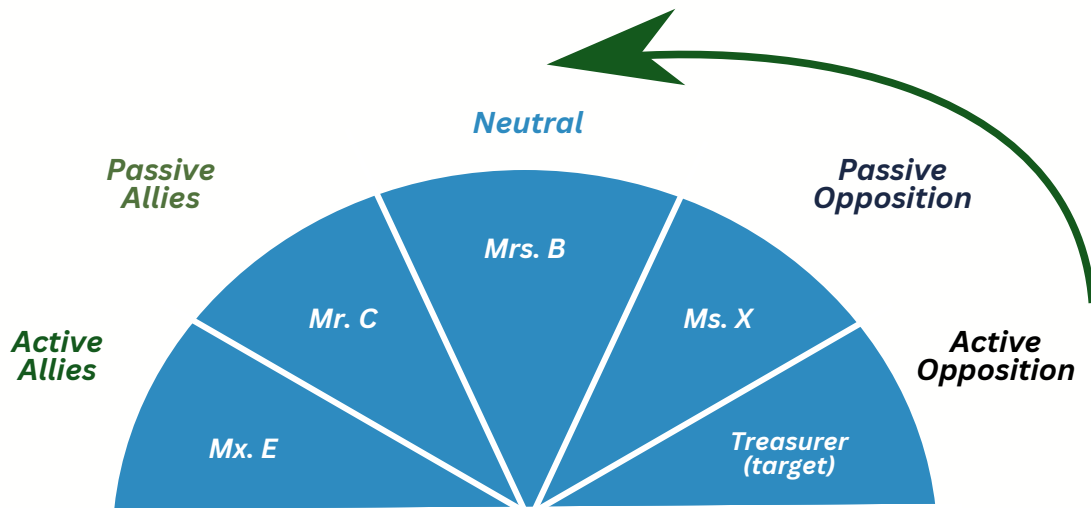 Neutral
Passive
Allies
Passive
Opposition
Mrs. B
Mr. C
Ms. X
Active
Allies
Active
Opposition
Mx. E
Treasurer
(target)